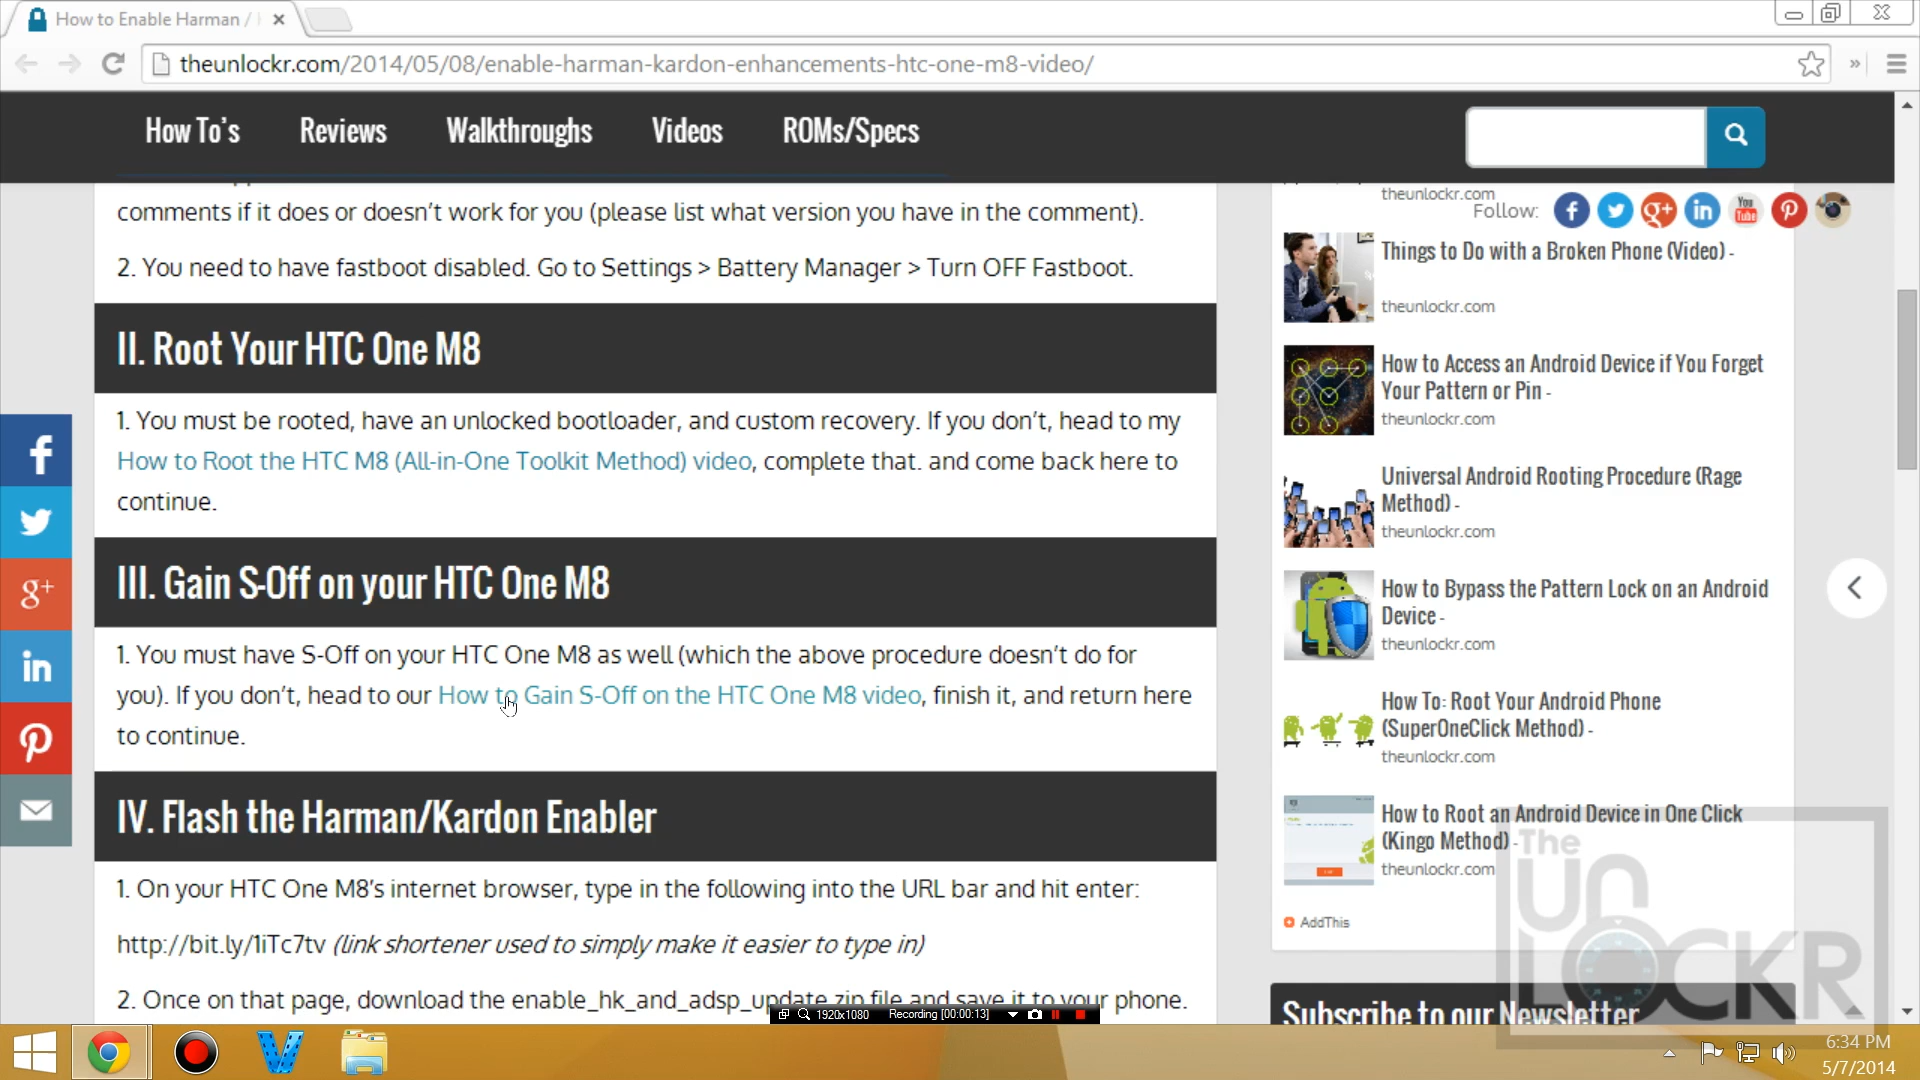 How to Enable Harman /
theunlockr.com/2014/05/08/enable-harman-kardon-enhancements-htc-one-m8-video/
How To's Reviews Walkthroughs Videos ROMs/Specs
Follow:
comments if it does or doesn't work for you (please list what version you have in the comment).
2. You need to have fastboot disabled. Go to Settings > Battery Manager > Turn OFF Fastboot.
II. Root Your HTC One M8
1. You must be rooted, have an unlocked bootloader, and custom recovery. If you don't, head to my
How to Root the HTC M8 (All-in-One Toolkit Method) video, complete that. and come back here to
continue.
III. Gain S-Off on your HTC One M8
1. You must have S-Off on your HTC One M8 as well (which the above procedure doesn't do for
you). If you don't, head to our How to Gain S-Off on the HTC One M8 video, finish it, and return here
to continue.
IV. Flash the Harman/Kardon Enabler
1. On your HTC One M8's internet browser, type in the following into the URL bar and hit enter:
http://bit.ly/1iTc7tv (link shortener used to simply make it easier to type in)
2. Once on that page, download the enable_hk_and_adsp_update zip file and save it to your phone.
theunlockr.com
Things to Do with a Broken Phone (Video) -
theunlockr.com
How to Access an Android Device if You Forget
Your Pattern or Pin -
theunlockr.com
Universal Android Rooting Procedure (Rage
Method) -
theunlockr.com
How to Bypass the Pattern Lock on an Android
Device -
theunlockr.com
How To: Root Your Android Phone
(SuperOneClick Method) -
theunlockr.com
How to Root an Android Device in One Click
(Kingo Method) -
theunlockr.com
AddThis
Subscribe to our Newsletter
The
UN
LOCKR
1920x1080 Recording [00:00:13]
6:34 PM
5/7/2014